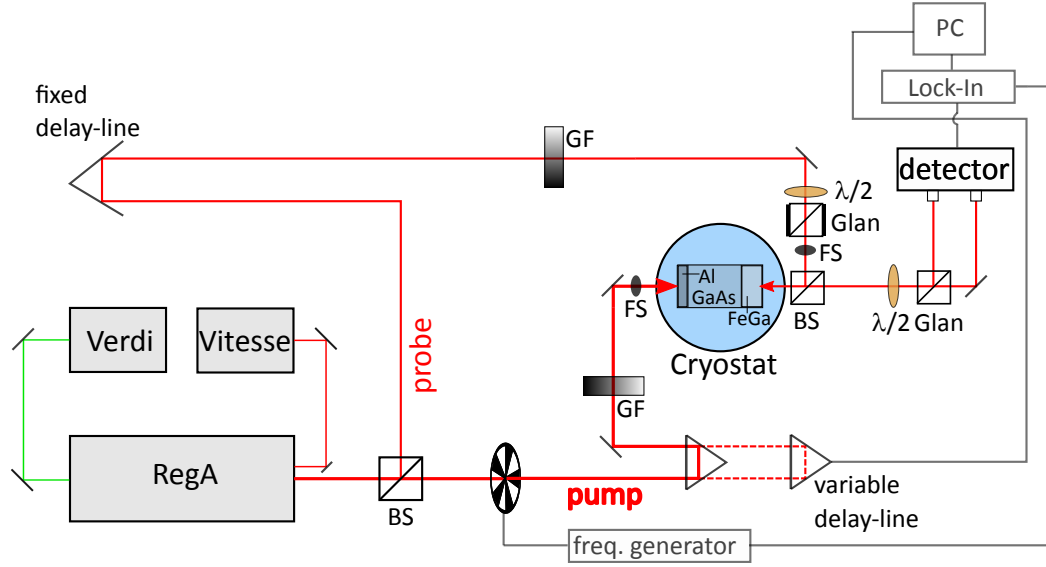 PC
Lock-In
fixed
delay-line
GF
detector
λ/2
Glan
FS
Al
GaAs
FeGa
FS
BS
λ/2 Glan
Cryostat
Verdi
Vitesse
probe
GF
RegA
BS
pump
variable
delay-line
freq. generator